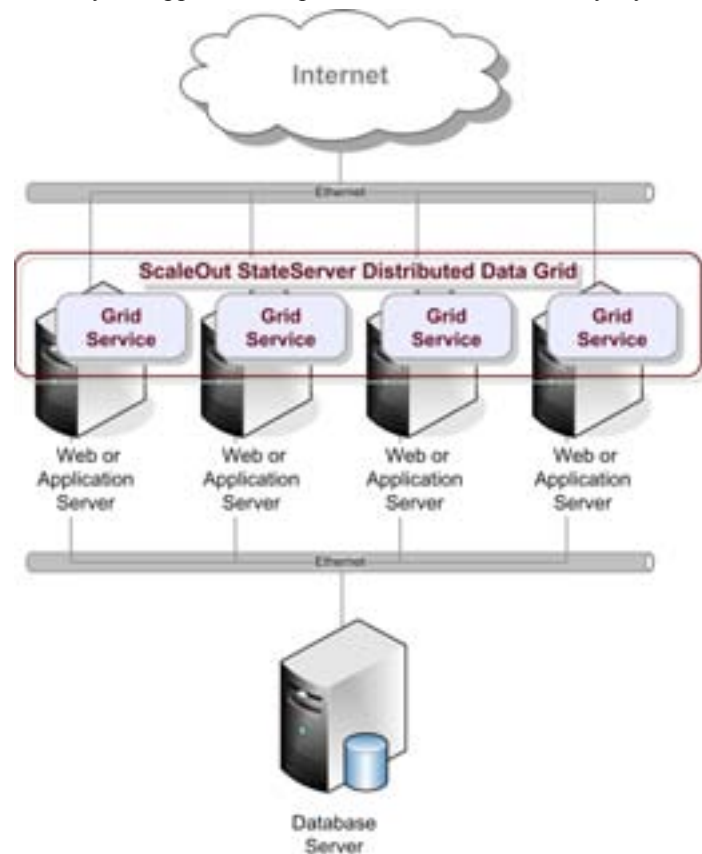 Internet
Ethernet
ScaleOut StateServer Distributed Data Grid
Grid Service
Grid Service
Grid Service
Grid Service
Web or Application Server
Web or Application Server
Web or Application Server
Web or Application Server
Ethernet
Database Server